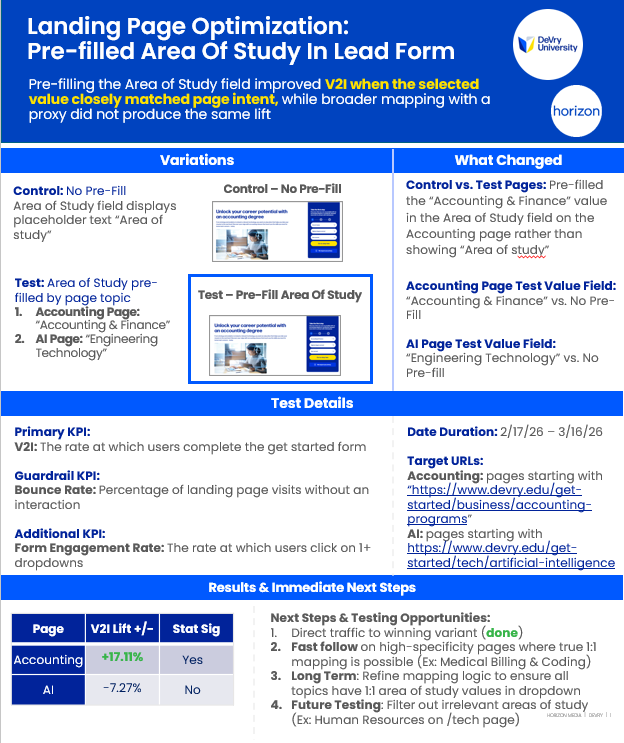 Landing Page Optimization:
Pre-filled Area Of Study In Lead Form
DeVry
University
Pre-filling the Area of Study field improved V2I when the selected
value closely matched page intent, while broader mapping with a
proxy did not produce the same lift
horizon
Variations
Control: No Pre-Fill
Area of Study field displays
placeholder text “Area of
study”
Control – No Pre-Fill
Unlock your career potential with
an accounting degree
Test: Area of Study pre-
filled by page topic
1. Accounting Page:
“Accounting & Finance”
2. AI Page: “Engineering
Technology”
Test – Pre-Fill Area Of Study
Unlock your career potential with
an accounting degree
What Changed
Control vs. Test Pages: Pre-filled
the “Accounting & Finance” value
in the Area of Study field on the
Accounting page rather than
showing “Area of study”
Accounting Page Test Value Field:
“Accounting & Finance” vs. No Pre-
Fill
AI Page Test Value Field:
“Engineering Technology” vs. No
Pre-fill
Test Details
Primary KPI:
V2I: The rate at which users complete the get started form
Guardrail KPI:
Bounce Rate: Percentage of landing page visits without an
interaction
Additional KPI:
Form Engagement Rate: The rate at which users click on 1+
dropdowns
Date Duration: 2/17/26 – 3/16/26
Target URLs:
Accounting: pages starting with
“https://www.devry.edu/get-
started/business/accounting-
programs”
AI: pages starting with
https://www.devry.edu/get-
started/tech/artificial-intelligence
Results & Immediate Next Steps
Page V2I Lift +/- Stat Sig
Accounting +17.11% Yes
AI -7.27% No
Next Steps & Testing Opportunities:
1. Direct traffic to winning variant (done)
2. Fast follow on high-specificity pages where true 1:1
mapping is possible (Ex: Medical Billing & Coding)
3. Long Term: Refine mapping logic to ensure all
topics have 1:1 area of study values in dropdown
4. Future Testing: Filter out irrelevant areas of study
(Ex: Human Resources on /tech page)
HORIZON MEDIA | DEVRY | 1